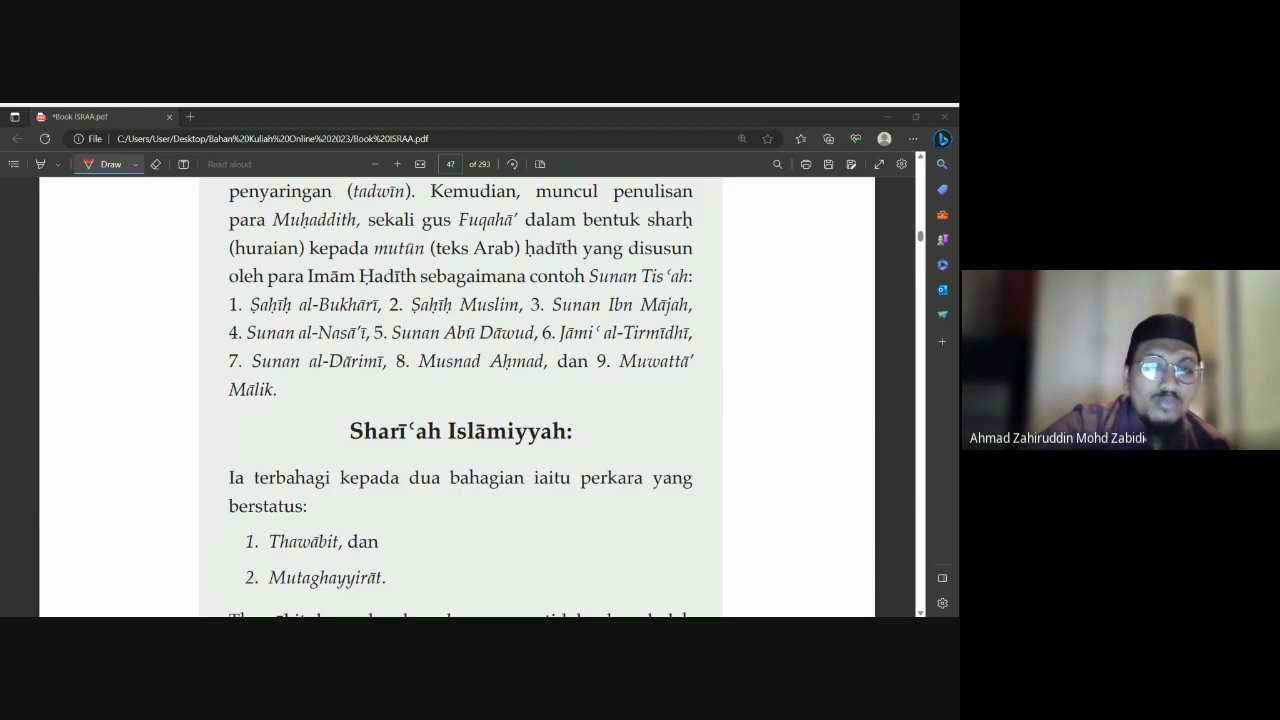 *Book ISRAA.pdf
File
C:/Users/User/Desktop/Bahan%20Kuliah%20Online%202023/Book%20ISRAA.pdf
Draw
Read aloud
47 of 293
penyaringan (tadwīn). Kemudian, muncul penulisan
para Muḥaddith, sekali gus Fuqahā’ dalam bentuk sharḥ
(huraian) kepada mutūn (teks Arab) ḥadīth yang disusun
oleh para Imām Ḥadīth sebagaimana contoh Sunan Tis ʿah:
1. Ṣaḥīḥ al-Bukhārī, 2. Ṣaḥīḥ Muslim, 3. Sunan Ibn Mājah,
4. Sunan al-Nasā’ī, 5. Sunan Abū Dāwud, 6. Jāmi ʿ al-Tirmīdhī,
7. Sunan al-Dārimī, 8. Musnad Aḥmad, dan 9. Muwatta’
Mālik.
Sharīʿah Islāmiyyah:
Ia terbahagi kepada dua bahagian iaitu perkara yang
berstatus:
1. Thawābit, dan
2. Mutaghayyirāt.
Ahmad Zahiruddin Mohd Zabidi